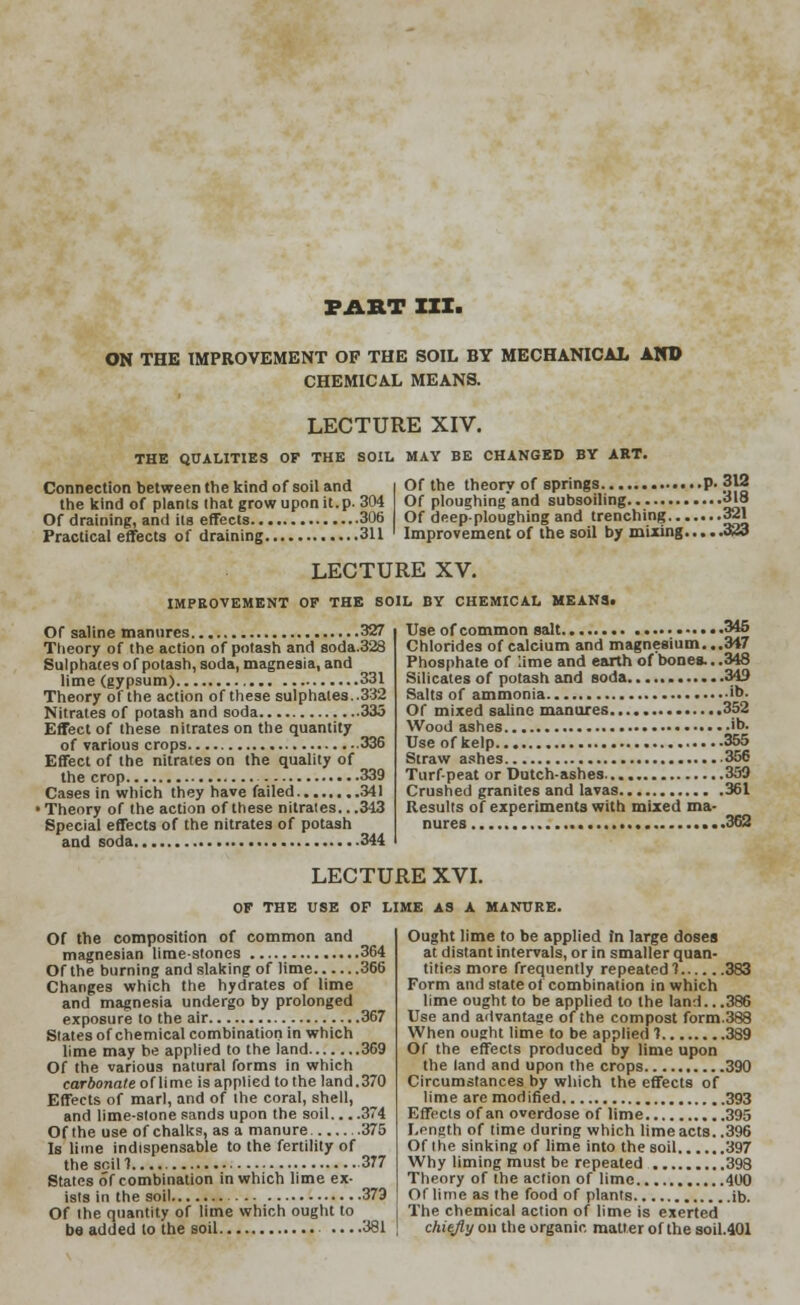 PART III.
ON THE IMPROVEMENT OF THE SOIL BY MECHANICAL AND
CHEMICAL MEANS.
LECTURE XIV.
THE QUALITIES OF THE SOIL MAY BE CHANGED BY ART.
Connection between the kind of soil and
the kind of plants that grow upon it.p. 304
Of draining, and its effects..............306
Practical effects of draining............311
Of the theory of springs.............p. 312
Of ploughing and subsoiling............318
Of deep-ploughing and trenching.......321
Improvement of the soil by mixing.....323
LECTURE XV.
IMPROVEMENT OF THE SOIL BY CHEMICAL MEANS.
Of saline manures......................327
Theory of the action of potash and soda.328
Sulphates of potash, soda, magnesia, and
lime (gypsum)........................331
Theory of the action of these sulphates..332
Nitrates of potash and soda.............335
Effect of these nitrates on the quantity
of various crops.......................336
Effect of the nitrates on the quality of
the crop...............................339
Cases in which they have failed........341
Theory of the action of these nitrates...343
Special effects of the nitrates of potash
and soda.............................344
Use of common salt....................345
Chlorides of calcium and magnesium...347
Phosphate of lime and earth of bones...348
Silicates of potash and soda............349
Salts of ammonia.......................ib.
Of mixed saline manures..............352
Wood ashes.............................ib.
Use of kelp.............................355
Straw ashes............................356
Turf-peat or Dutch-ashes...............359
Crushed granites and lavas............361
Results of experiments with mixed ma-
nures................................362
LECTURE XVI.
OF THE USE OF LIME AS A MANURE.
Of the composition of common and
magnesian lime-stones..............364
Of the burning and slaking of lime......366
Changes which the hydrates of lime
and magnesia undergo by prolonged
exposure to the air...................367
States of chemical combination in which
lime may be applied to the land.......369
Of the various natural forms in which
carbonate of lime is applied to the land.370
Effects of marl, and of the coral, shell,
and lime-stone sands upon the soil....374
Of the use of chalks, as a manure.......375
Is lime indispensable to the fertility of
the soil?..............................377
States of combination in which lime ex-
ists in the soil........................379
Of the quantity of lime which ought to
be added to the soil..................381
Ought lime to be applied in large doses
at distant intervals, or in smaller quan-
tities more frequently repeated?......383
Form and state of combination in which
lime ought to be applied to the land...386
Use and advantage of the compost form.388
When ought lime to be applied?........389
Of the effects produced by lime upon
the land and upon the crops..........390
Circumstances by which the effects of
lime are modified.....................393
Effects of an overdose of lime..........395
Length of time during which lime acts..396
Of the sinking of lime into the soil......397
Why liming must be repeated.........398
Theory of the action of lime............400
Of lime as the food of plants.............ib.
The chemical action of lime is exerted
chiefly on the organic matter of the soil.401